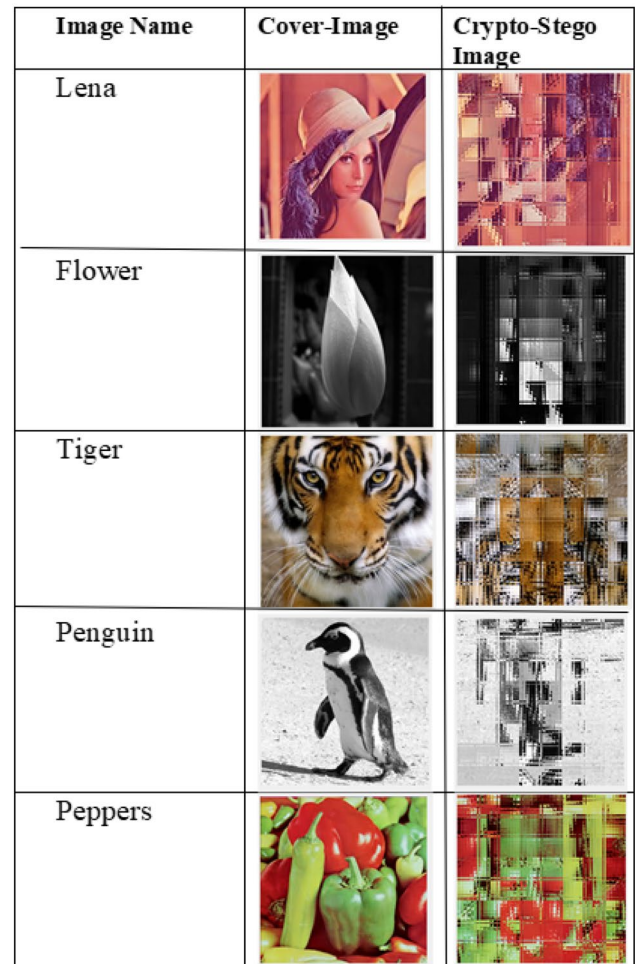 Image Name
Cover-Image
Crypto-Stego
Image
Lena
Flower
Tiger
Penguin
Peppers